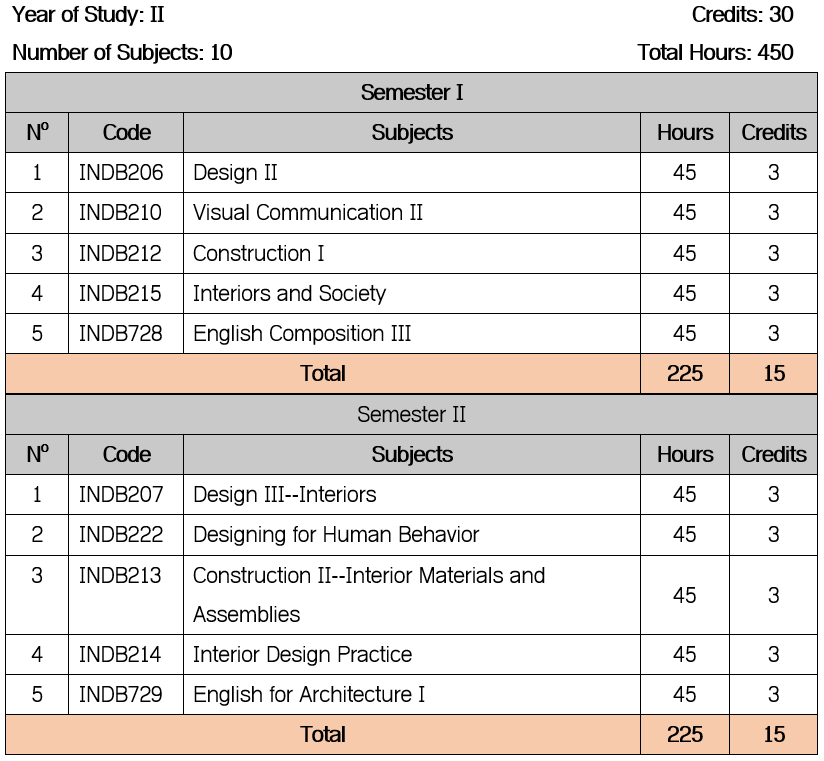 Year of Study: II Credits: 30
Number of Subjects: 10 Total Hours: 450
Semester I
Nº Code Subjects Hours Credits
1 INDB206 Design II 45 3
2 INDB210 Visual Communication II 45 3
3 INDB212 Construction I 45 3
4 INDB215 Interiors and Society 45 3
5 INDB728 English Composition III 45 3
Total 225 15
Semester II
Nº Code Subjects Hours Credits
1 INDB207 Design III--Interiors 45 3
2 INDB222 Designing for Human Behavior 45 3
3 INDB213 Construction II--Interior Materials and
Assemblies 45 3
4 INDB214 Interior Design Practice 45 3
5 INDB729 English for Architecture I 45 3
Total 225 15